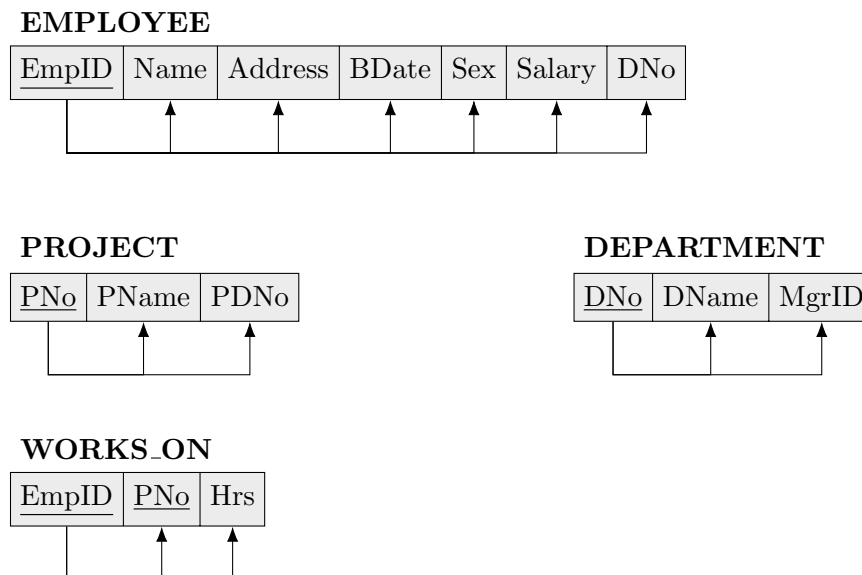 EMPLOYEE
EmpID Name Address BDate Sex Salary DNo
PROJECT
PNo PName PDNo
DEPARTMENT
DNo DName MgrID
WORKS_ON
EmpID PNo Hrs